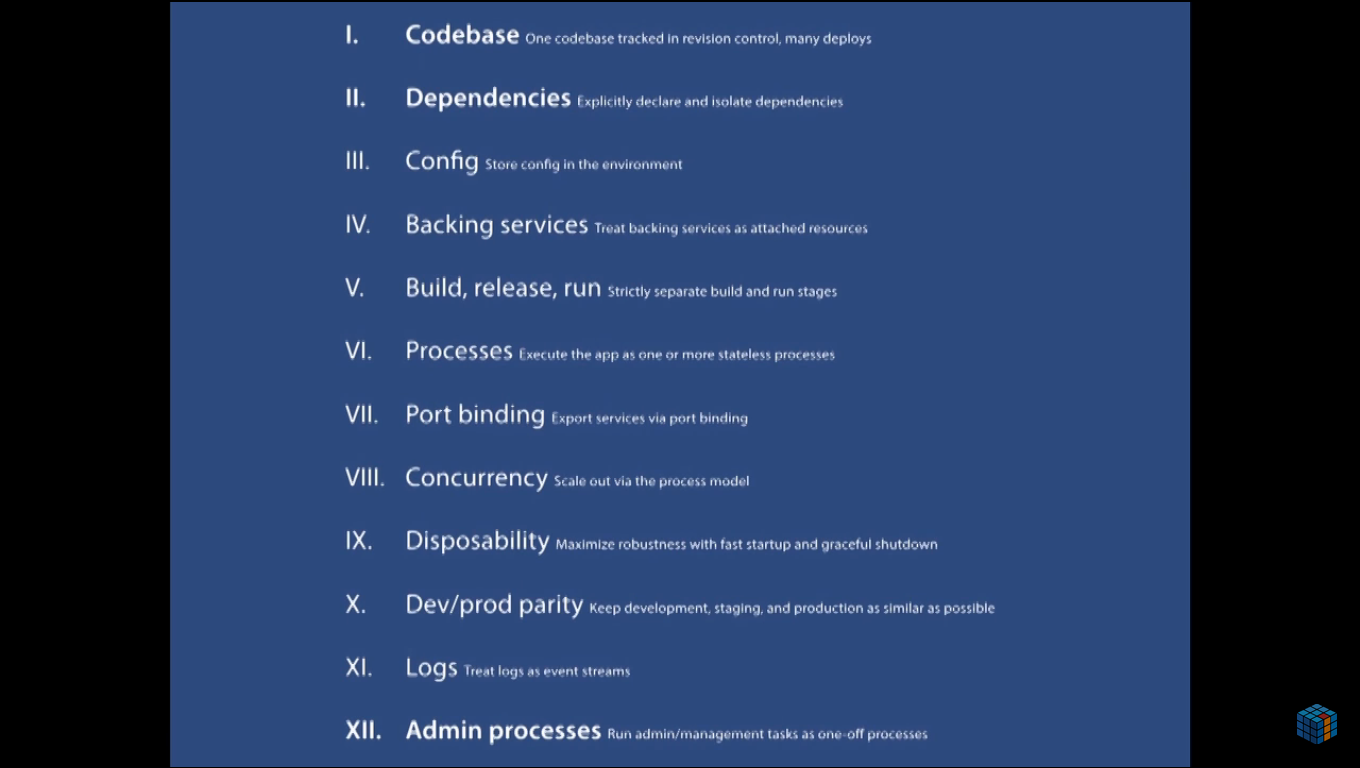 I. Codebase One codebase tracked in revision control, many deploys
II. Dependencies Explicitly declare and isolate dependencies
III. Config Store config in the environment
IV. Backing services Treat backing services as attached resources
V. Build, release, run Strictly separate build and run stages
VI. Processes Execute the app as one or more stateless processes
VII. Port binding Export services via port binding
VIII. Concurrency Scale out via the process model
IX. Disposability Maximize robustness with fast startup and graceful shutdown
X. Dev/prod parity Keep development, staging, and production as similar as possible
XI. Logs Treat logs as event streams
XII. Admin processes Run admin/management tasks as one-off processes